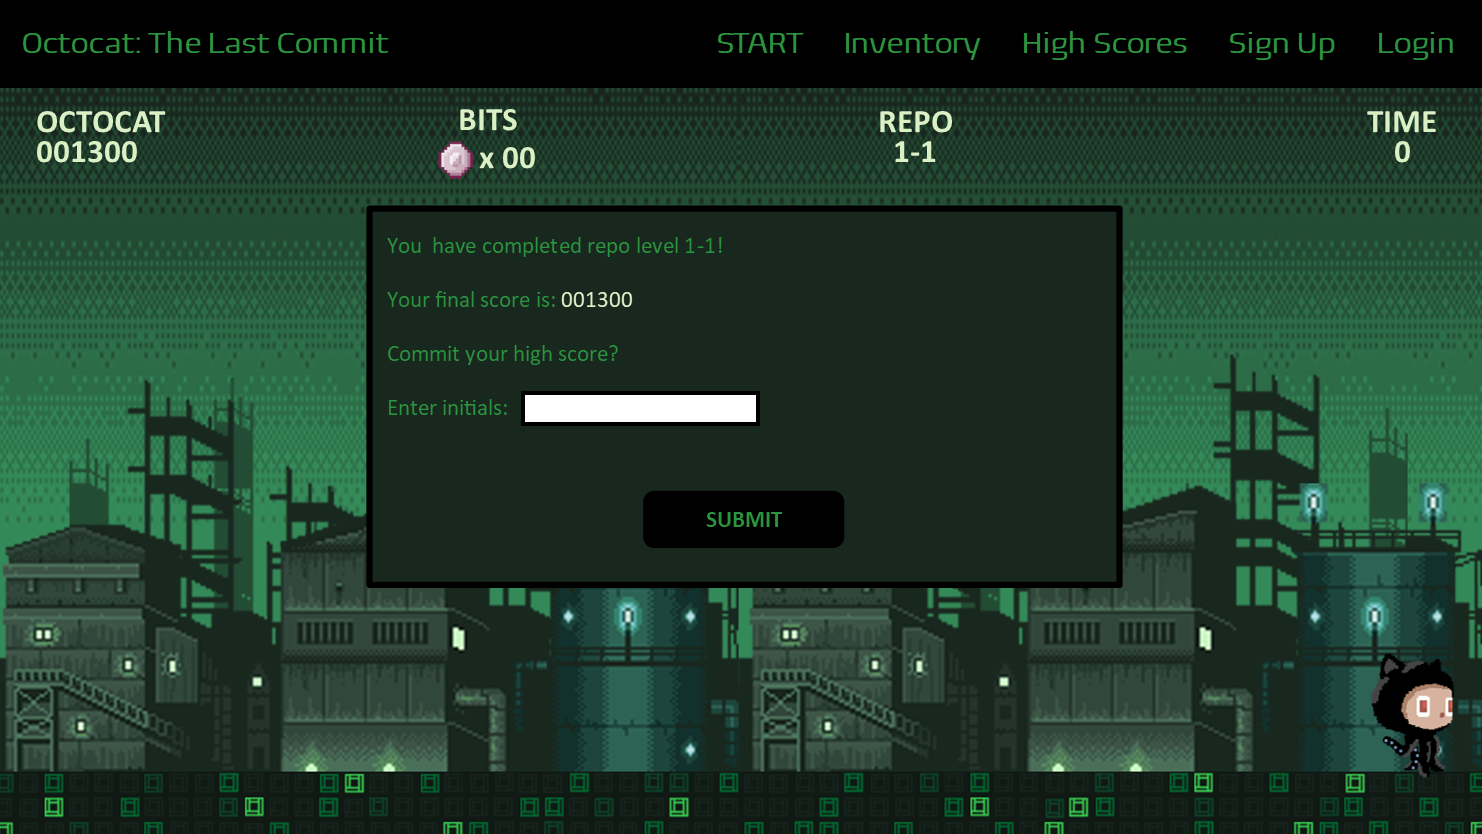 Octocat: The Last Commit
START Inventory High Scores Sign Up Login
OCTOCAT BITS REPO TIME
001300 x 00 1-1 0
You  have completed repo level 1-1!
Your final score is: 001300
Commit your high score?
Enter initials:
SUBMIT